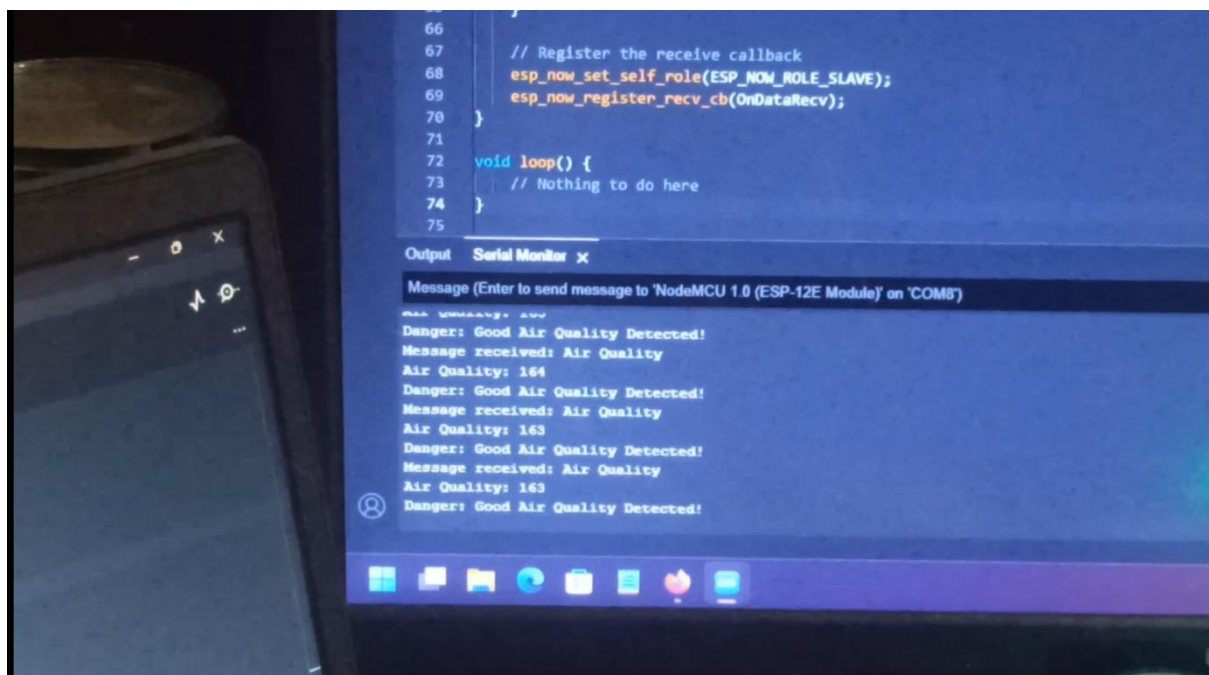 66
67 // Register the receive callback
68 esp_now_set_self_role(ESP_NOW_ROLE_SLAVE);
69 esp_now_register_recv_cb(OnDataRecv);
70 }
71
72 void loop() {
73 // Nothing to do here
74 }
75
Output Serial Monitor x
Message (Enter to send message to 'NodeMCU 1.0 (ESP-12E Module)' on 'COM8')
Danger: Good Air Quality Detected!
Message received: Air Quality
Air Quality: 164
Danger: Good Air Quality Detected!
Message received: Air Quality
Air Quality: 163
Danger: Good Air Quality Detected!
Message received: Air Quality
Air Quality: 163
Danger: Good Air Quality Detected!